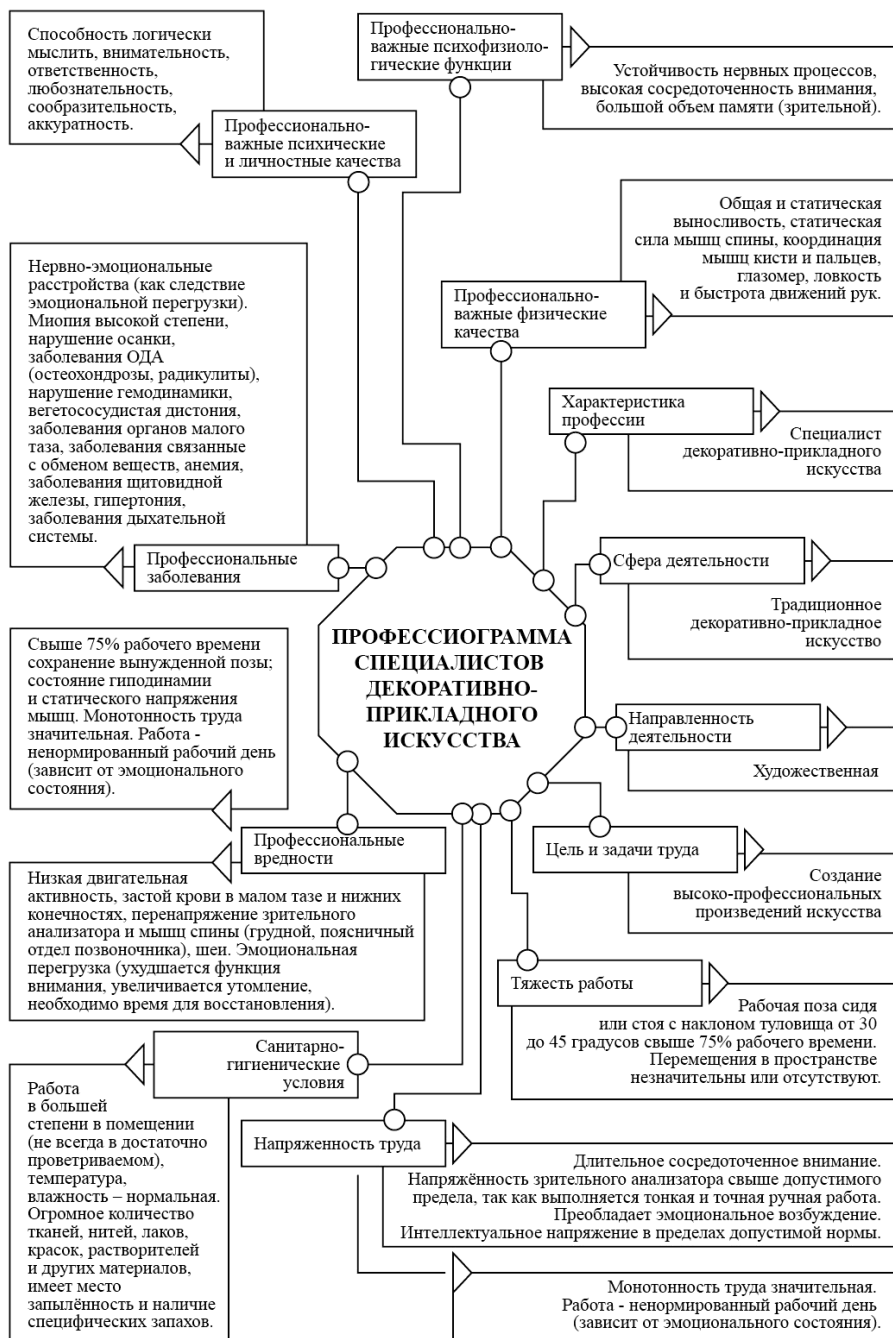 Способность логически
мыслить, внимательность,
ответственность,
любознательность,
сообразительность,
аккуратность.
Профессионально-
важные психические
и личностные качества
Профессионально-
важные психофизиоло-
гические функции
Устойчивость нервных процессов,
высокая сосредоточенность внимания,
большой объем памяти (зрительной).
Общая и статическая
выносливость, статическая
сила мышц спины, координация
мышц кисти и пальцев,
глазомер, ловкость
и быстрота движений рук.
Профессионально-
важные физические
качества
Нервно-эмоциональные
расстройства (как следствие
эмоциональной перегрузки).
Миопия высокой степени,
нарушение осанки,
заболевания ОДА
(остеохондрозы, радикулиты),
нарушение гемодинамики,
вегетососудистая дистония,
заболевания органов малого
таза, заболевания связанные
с обменом веществ, анемия,
заболевания щитовидной
железы, гипертония,
заболевания дыхательной
системы.
Профессиональные
заболевания
Характеристика
профессии
Специалист
декоративно-прикладного
искусства
Сфера деятельности
Традиционное
декоративно-прикладное
искусство
ПРОФЕССИОГРАММА
СПЕЦИАЛИСТОВ
ДЕКОРАТИВНО-
ПРИКЛАДНОГО
ИСКУССТВА
Свыше 75% рабочего времени
сохранение вынужденной позы;
состояние гиподинамии
и статического напряжения
мышц. Монотонность труда
значительная. Работа -
ненормированный рабочий день
(зависит от эмоционального
состояния).
Направленность
деятельности
Художественная
Профессиональные
вредности
Низкая двигательная
активность, застой крови в малом тазе и нижних
конечностях, перенапряжение зрительного
анализатора и мышц спины (грудной, поясничный
отдел позвоночника), шеи. Эмоциональная
перегрузка (ухудшается функция
внимания, увеличивается утомление,
необходимо время для восстановления).
Цель и задачи труда
Создание
высоко-профессиональных
произведений искусства
Тяжесть работы
Рабочая поза сидя
или стоя с наклоном туловища от 30
до 45 градусов свыше 75% рабочего времени.
Перемещения в пространстве
незначительны или отсутствуют.
Санитарно-
гигиенические
условия
Работа
в большей
степени в помещении
(не всегда в достаточно
проветриваемом),
температура,
влажность – нормальная.
Огромное количество
тканей, нитей, лаков,
красок, растворителей
и других материалов,
имеет место
запылённость и наличие
специфических запахов.
Напряженность труда
Длительное сосредоточенное внимание.
Напряжённость зрительного анализатора свыше допустимого
предела, так как выполняется тонкая и точная ручная работа.
Преобладает эмоциональное возбуждение.
Интеллектуальное напряжение в пределах допустимой нормы.
Монотонность труда значительная.
Работа - ненормированный рабочий день
(зависит от эмоционального состояния).